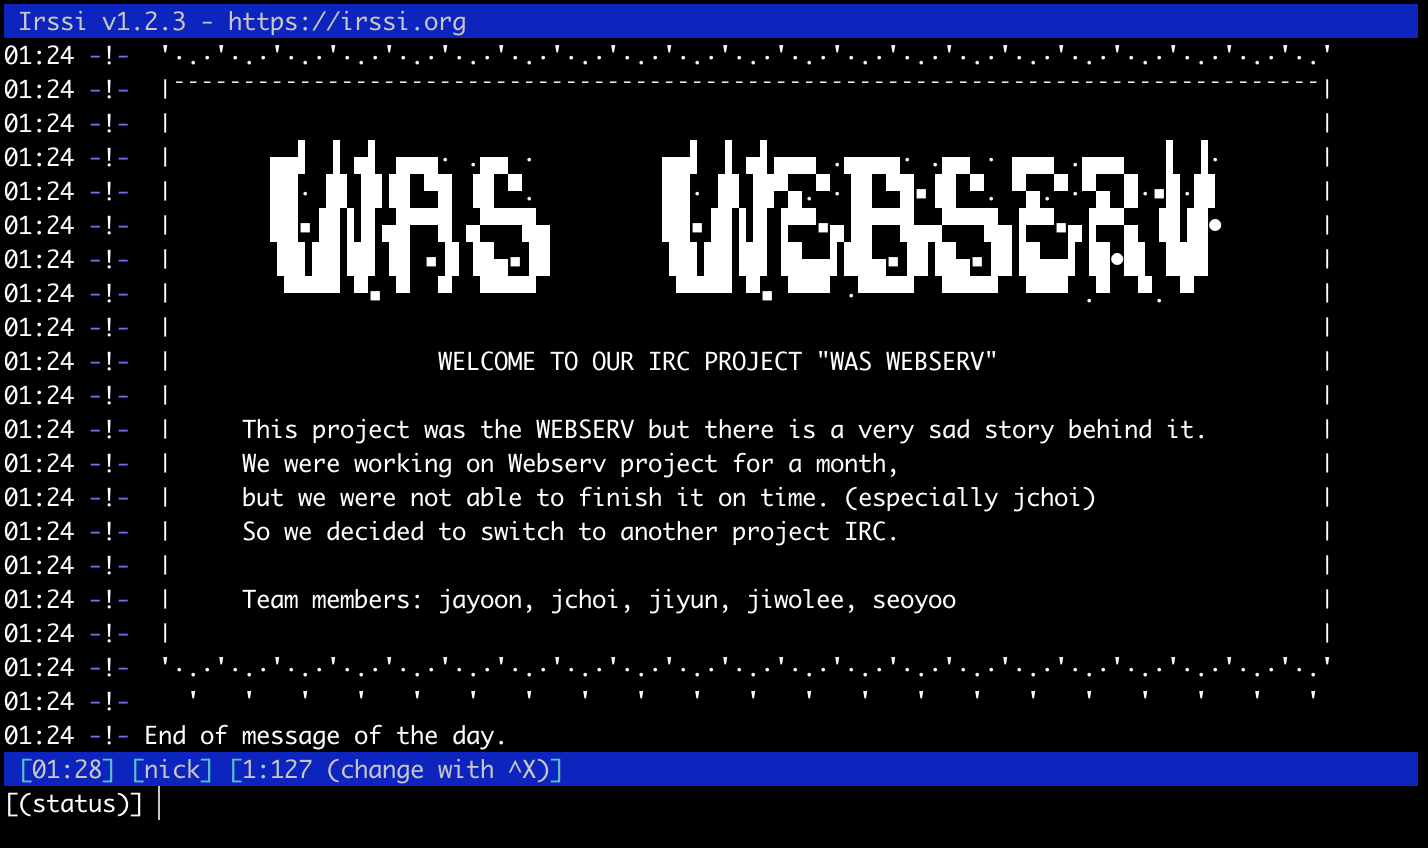 Irssi v1.2.3 - https://irssi.org
01:24 -!-  '·.,·'·.,·'·.,·'·.,·'·.,·'·.,·'·.,·'·.,·'·.,·'·.,·'·.,·'·.,·'·.,·'·.,·'·.,·'·.,·'·.,·'·.,·'·.,·'·.,·'·.,·'
01:24 -!-  |---------------------------------------------------------------------------------|
01:24 -!-  | |
01:24 -!-  | WAS WEBSERV |
01:24 -!-  | |
01:24 -!-  | |
01:24 -!-  | |
01:24 -!-  | |
01:24 -!-  | |
01:24 -!-  | WELCOME TO OUR IRC PROJECT "WAS WEBSERV" |
01:24 -!-  | |
01:24 -!-  | This project was the WEBSERV but there is a very sad story behind it. |
01:24 -!-  | We were working on Webserv project for a month, |
01:24 -!-  | but we were not able to finish it on time. (especially jchoi) |
01:24 -!-  | So we decided to switch to another project IRC. |
01:24 -!-  | |
01:24 -!-  | Team members: jayoon, jchoi, jiyun, jiwolee, seoyoo |
01:24 -!-  | |
01:24 -!-  '·.,·'·.,·'·.,·'·.,·'·.,·'·.,·'·.,·'·.,·'·.,·'·.,·'·.,·'·.,·'·.,·'·.,·'·.,·'·.,·'·.,·'·.,·'·.,·'·.,·'·.,·'
01:24 -!-    '   '   '   '   '   '   '   '   '   '   '   '   '   '   '   '   '   '   '   '   '
01:24 -!- End of message of the day.
[01:28] [nick] [1:127 (change with ^X)]
[(status)]